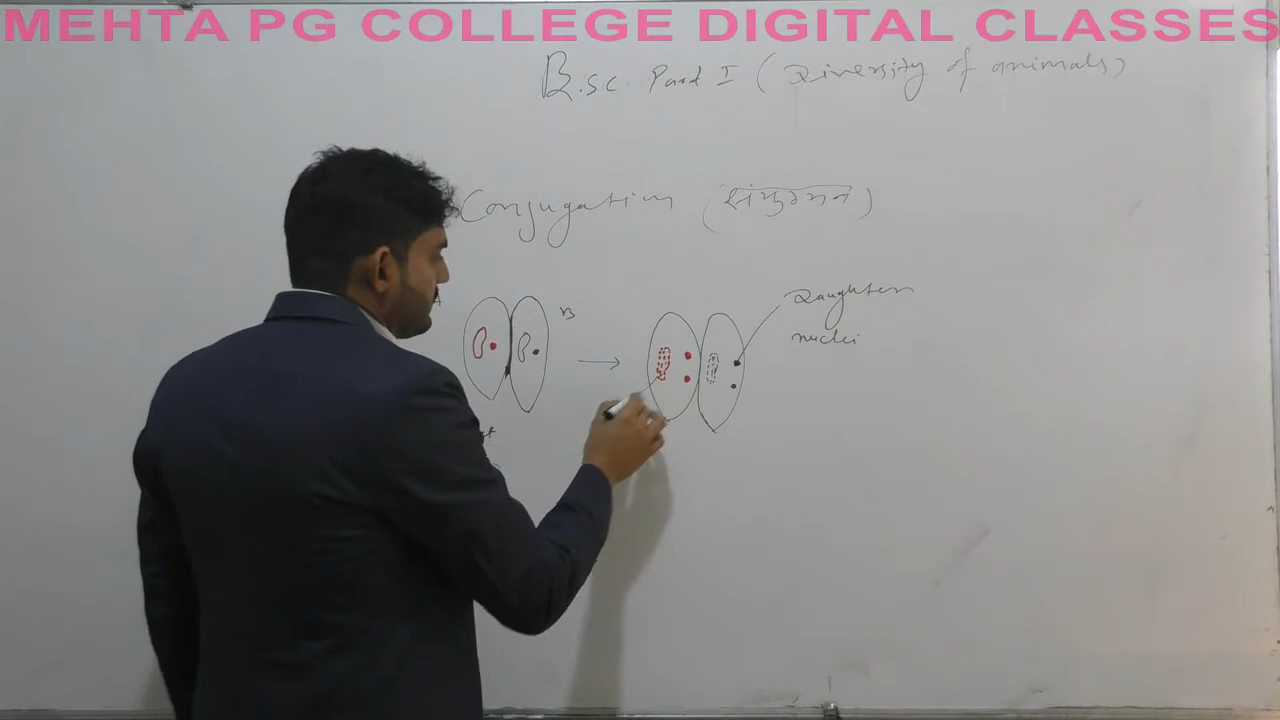 MEHTA PG COLLEGE DIGITAL CLASSES
B.sc. Part I (Diversity of animals)
Conjugation (संयुग्मन)
A
B
Daughter
nuclei